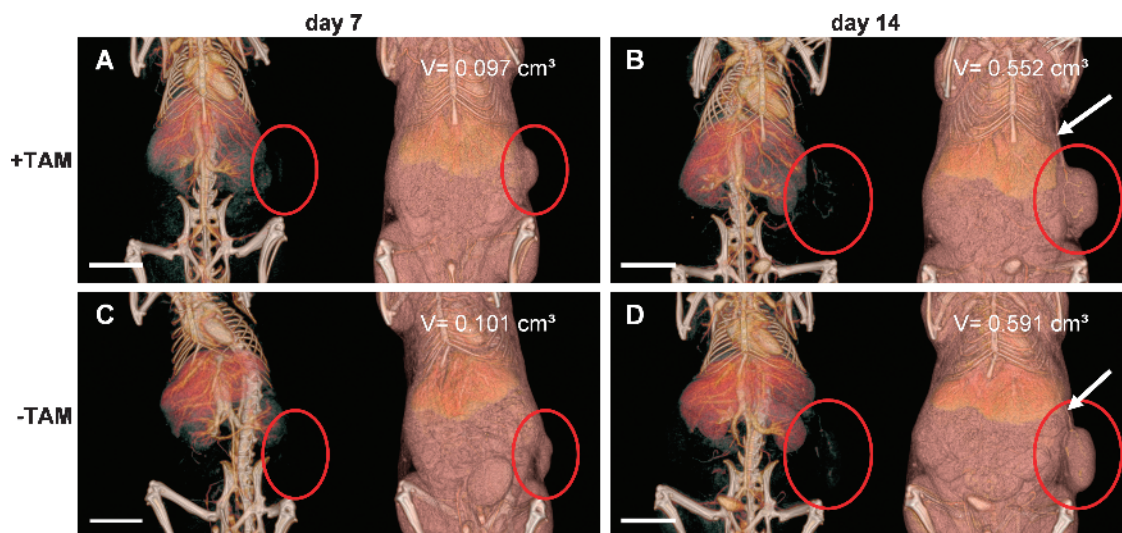 day 7
day 14
A
V= 0.097 cm³
B
V= 0.552 cm³
+TAM
C
V= 0.101 cm³
D
V= 0.591 cm³
-TAM